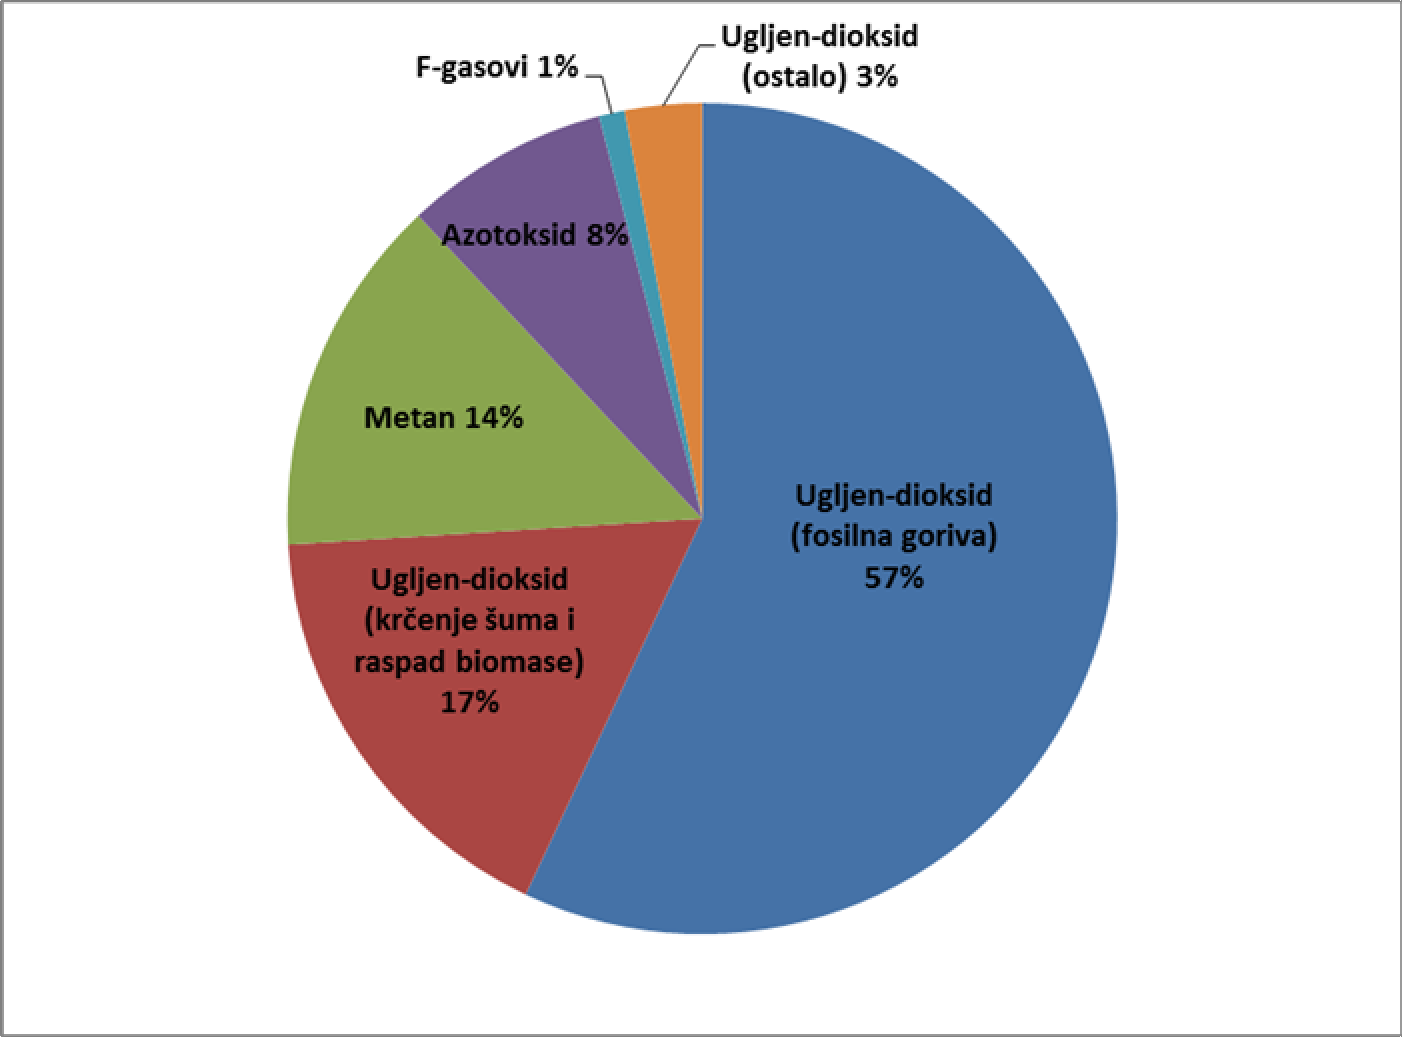 Ugljen-dioksid
(ostalo) 3%
F-gasovi 1%
Azotoksid 8%
Metan 14%
Ugljen-dioksid
(fosilna goriva)
57%
Ugljen-dioksid
(krčenje šuma i
raspad biomase)
17%